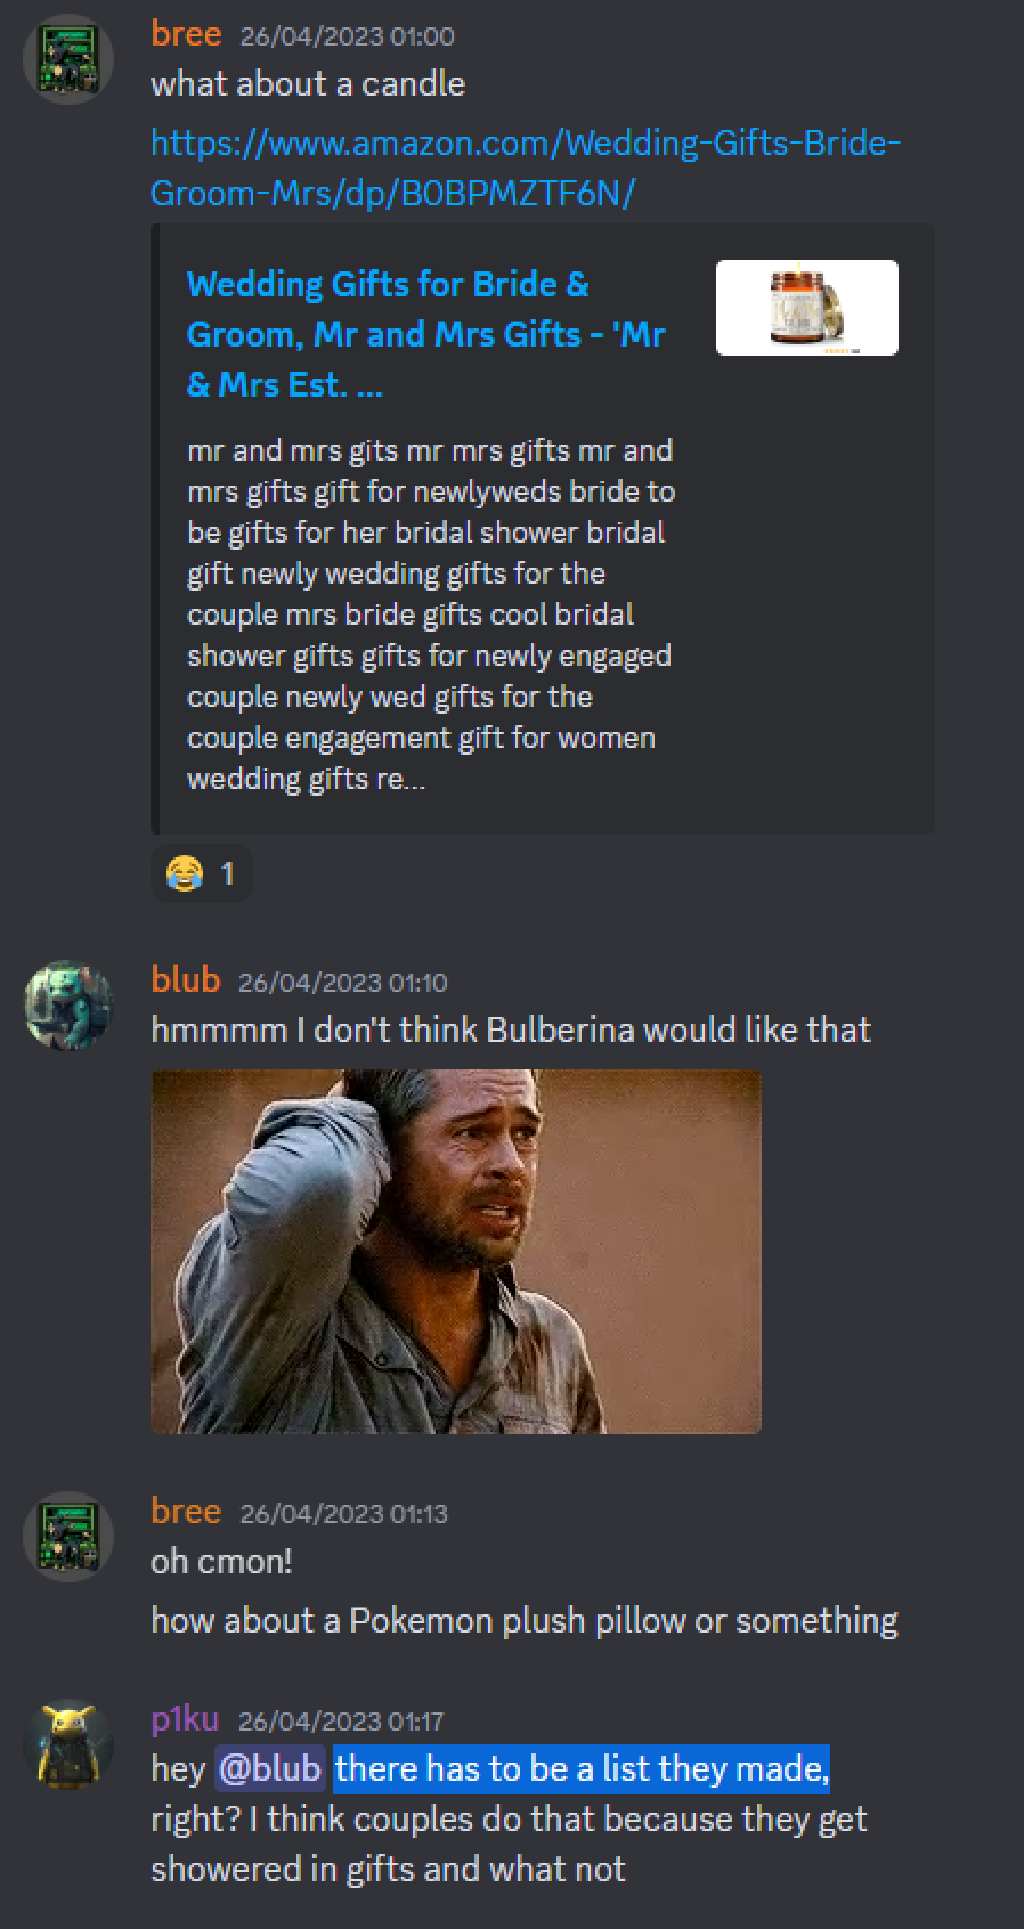 bree 26/04/2023 01:00
what about a candle
https://www.amazon.com/Wedding-Gifts-Bride-
Groom-Mrs/dp/B0BPMZTF6N/
Wedding Gifts for Bride &
Groom, Mr and Mrs Gifts - 'Mr
& Mrs Est. ...
mr and mrs gits mr mrs gifts mr and
mrs gifts gift for newlyweds bride to
be gifts for her bridal shower bridal
gift newly wedding gifts for the
couple mrs bride gifts cool bridal
shower gifts gifts for newly engaged
couple newly wed gifts for the
couple engagement gift for women
wedding gifts re...
1
blub 26/04/2023 01:10
hmmmm I don't think Bulberina would like that
bree 26/04/2023 01:13
oh cmon!
how about a Pokemon plush pillow or something
p1ku 26/04/2023 01:17
hey @blub there has to be a list they made,
right? I think couples do that because they get
showered in gifts and what not